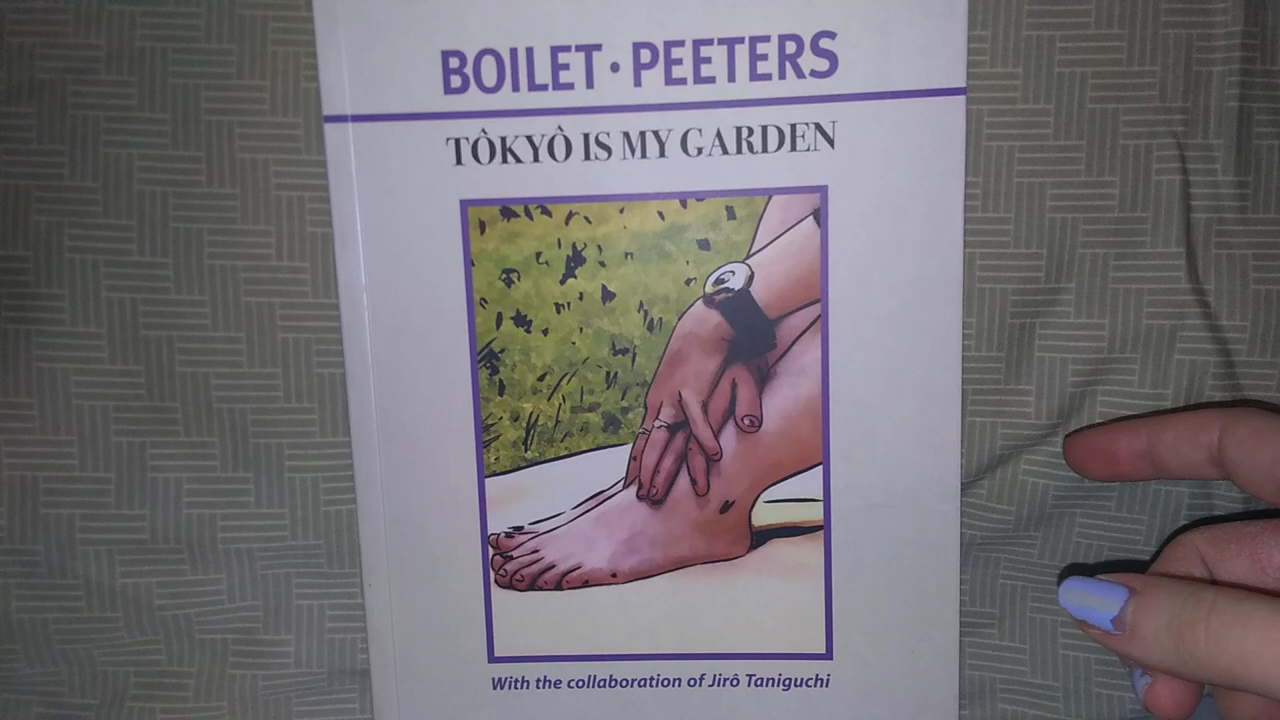 BOILET · PEETERS
TÔKYÔ IS MY GARDEN
With the collaboration of Jirô Taniguchi